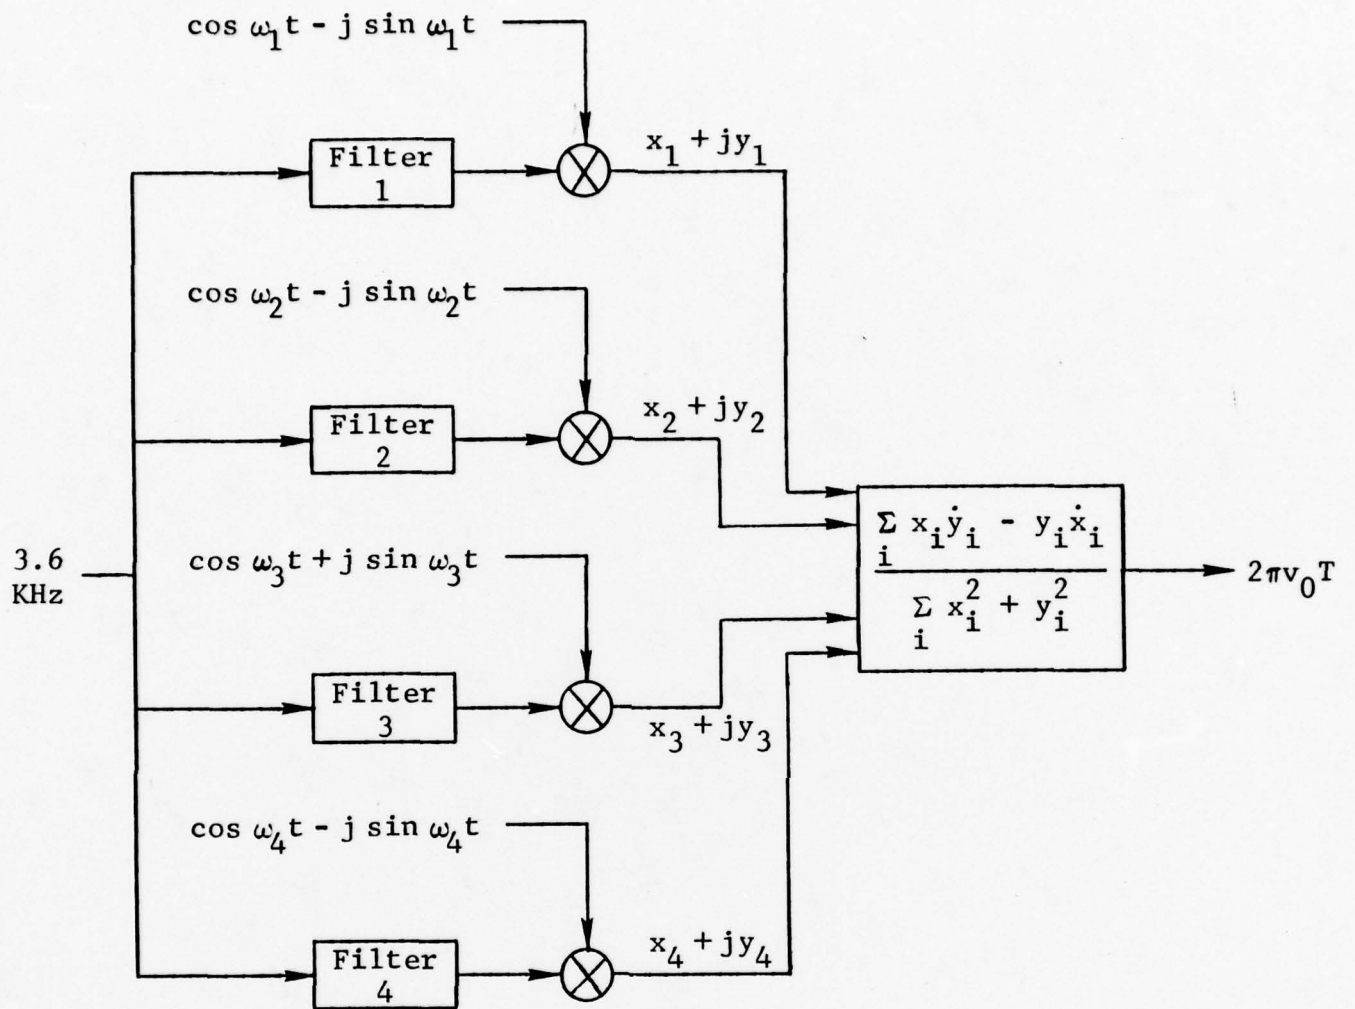 cos ω₁t - j sin ω₁t
Filter
1
x₁ + jy₁
cos ω₂t - j sin ω₂t
Filter
2
x₂ + jy₂
3.6
KHz
cos ω₃t + j sin ω₃t
Filter
3
x₃ + jy₃
Σ xᵢẏᵢ - yᵢẋᵢ
i
Σ xᵢ² + yᵢ²
i
2πv₀T
cos ω₄t - j sin ω₄t
Filter
4
x₄ + jy₄